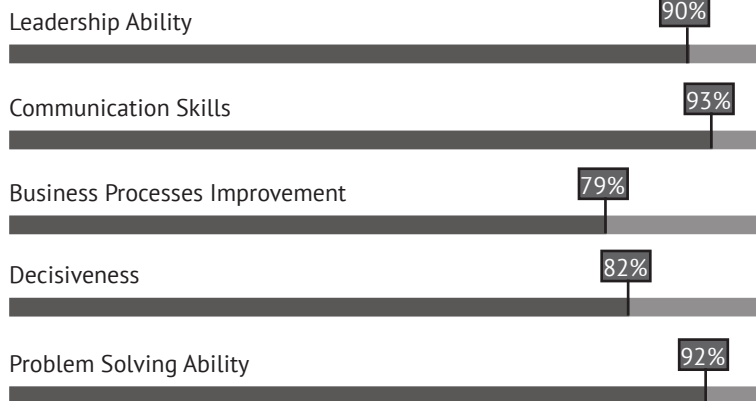 90%
Leadership Ability
93%
Communication Skills
79%
Business Processes Improvement
82%
Decisiveness
92%
Problem Solving Ability